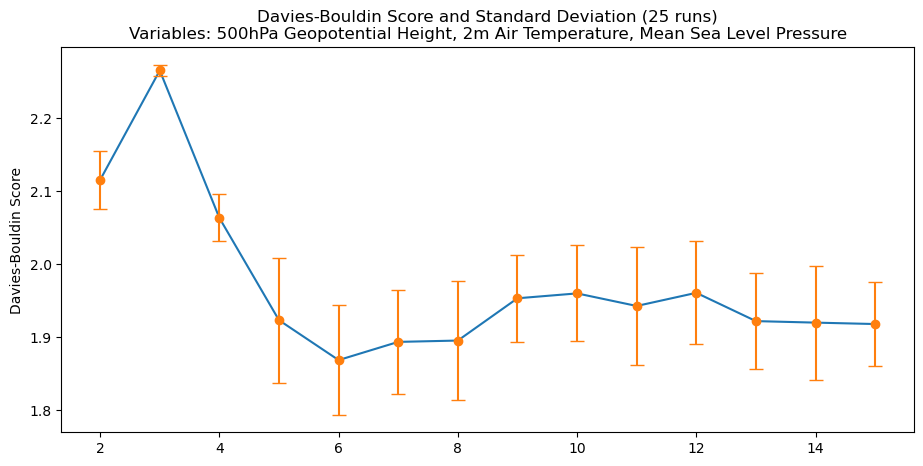 Davies-Bouldin Score and Standard Deviation (25 runs)
Variables: 500hPa Geopotential Height, 2m Air Temperature, Mean Sea Level Pressure
Davies-Bouldin Score
2.2
2.1
2.0
1.9
1.8
2 4 6 8 10 12 14